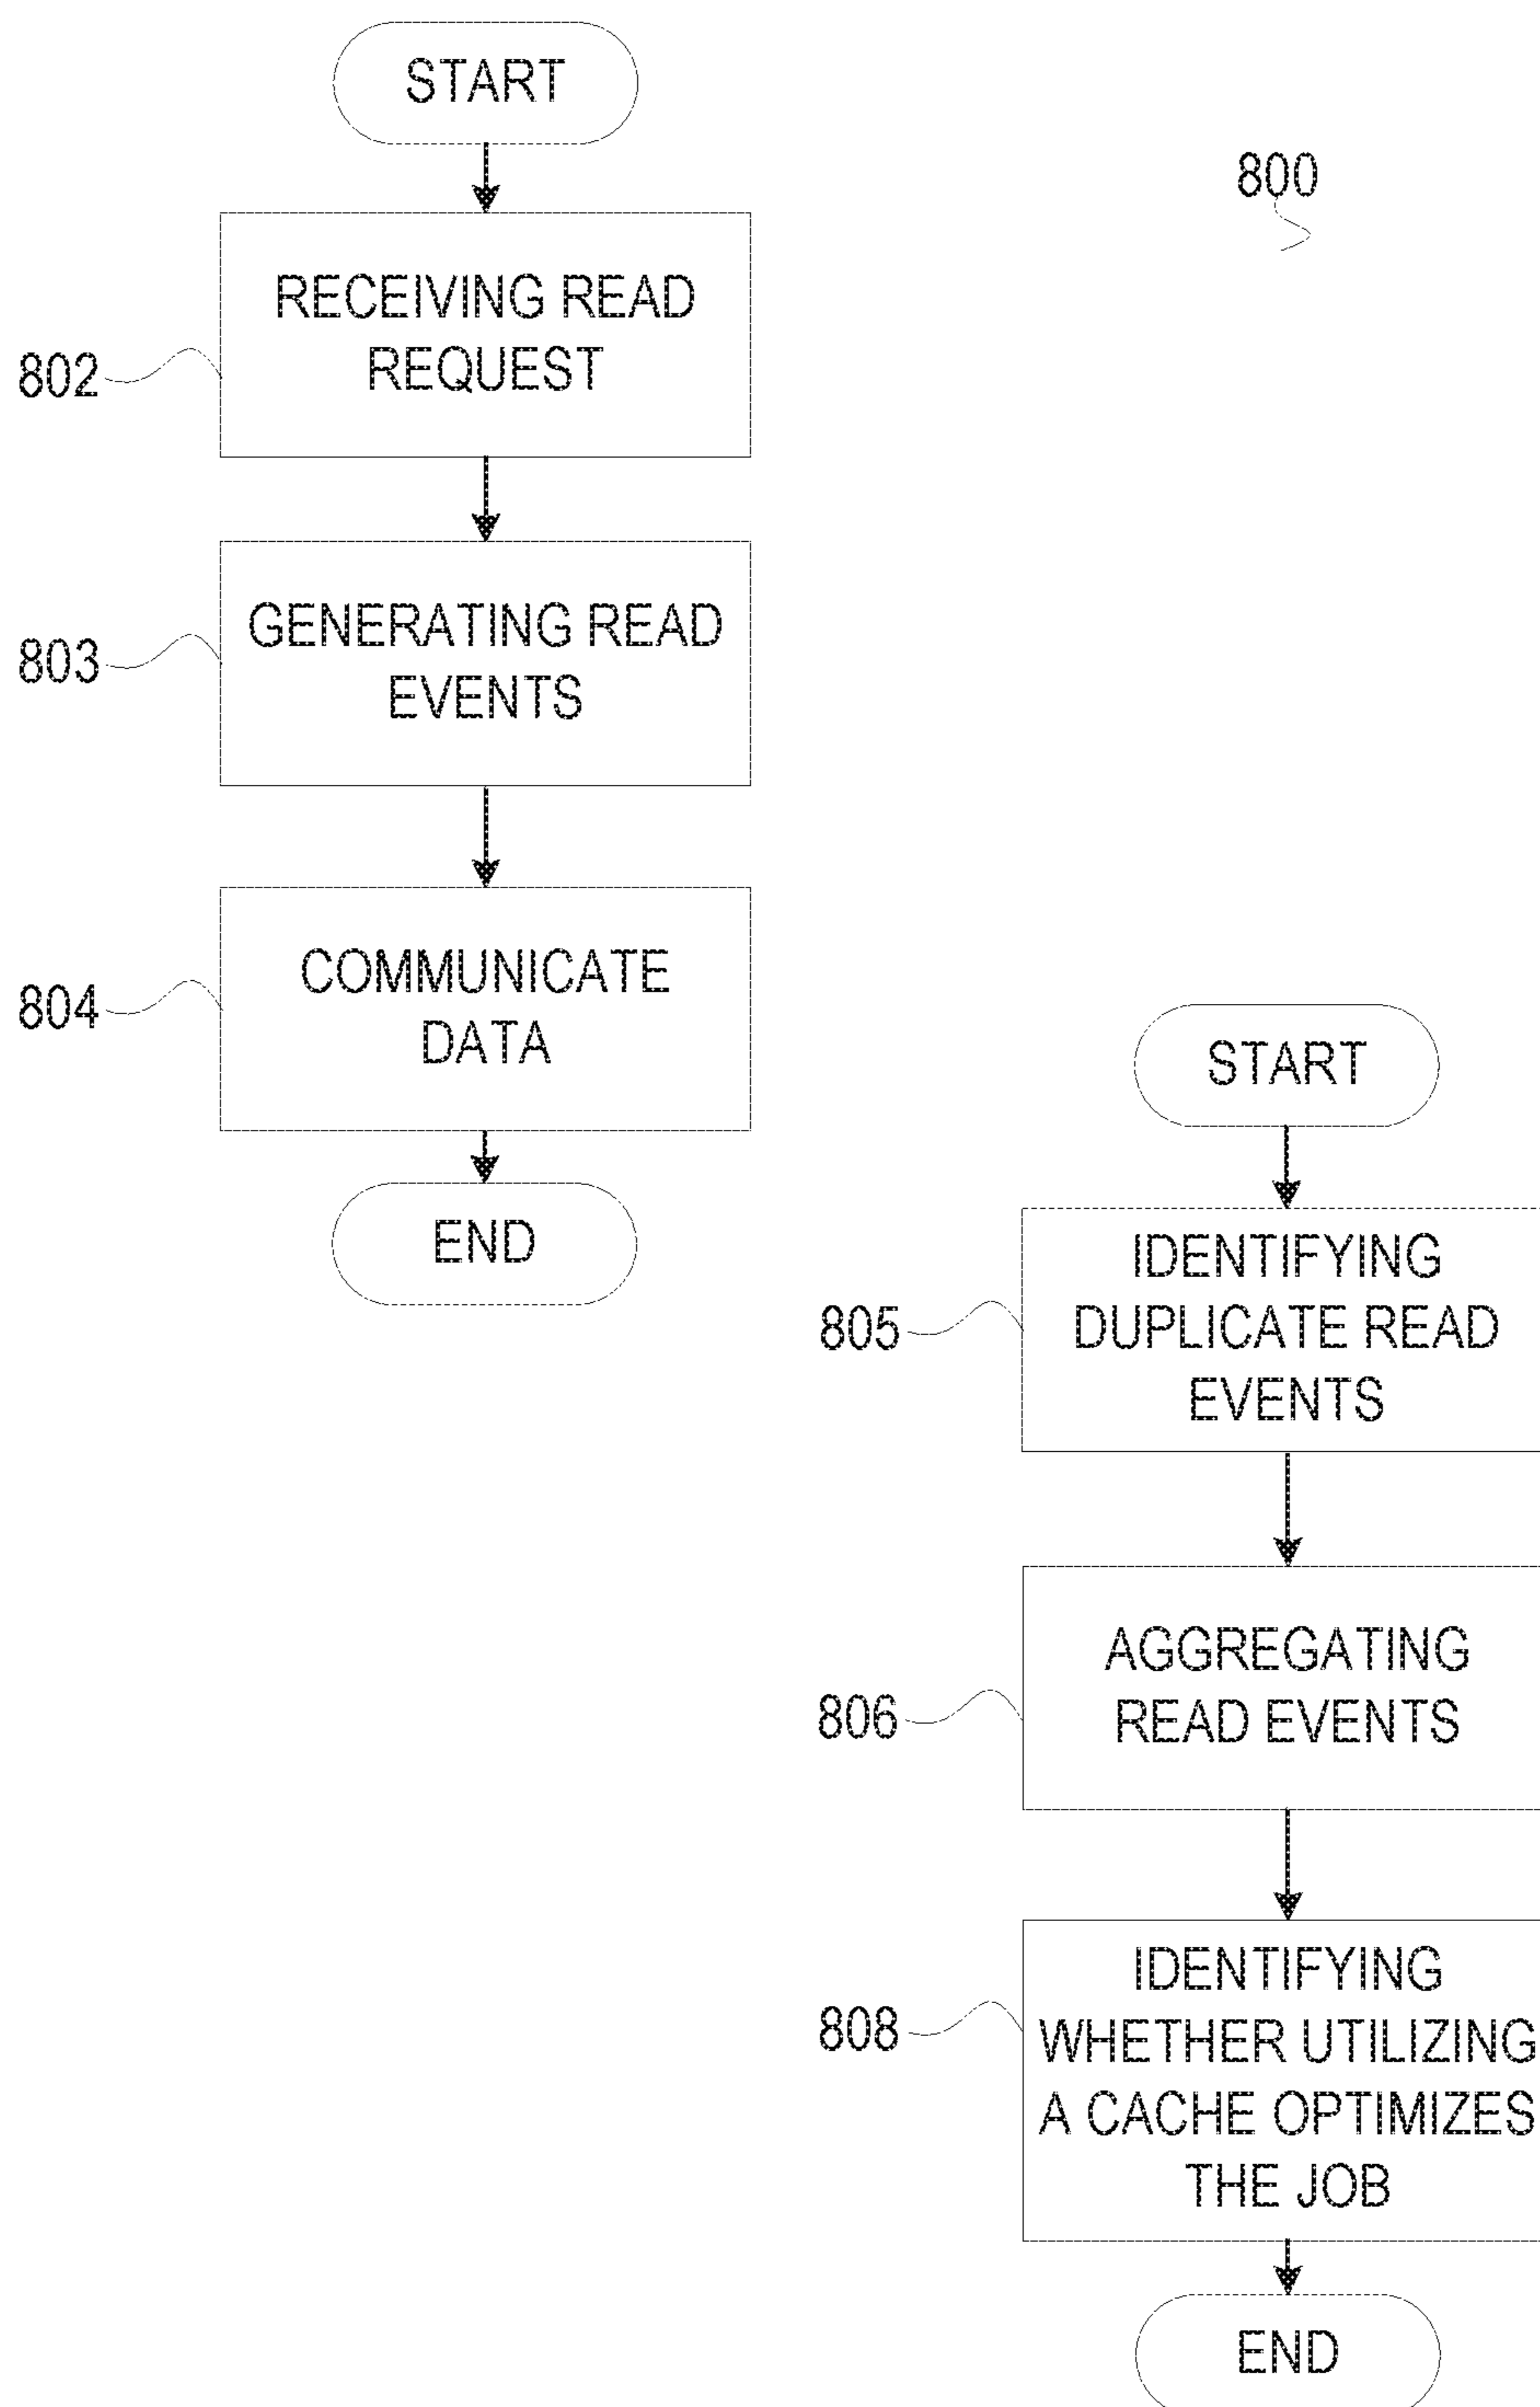 START
800
RECEIVING READ
REQUEST
802
GENERATING READ
EVENTS
803
COMMUNICATE
DATA
804
END
START
IDENTIFYING
DUPLICATE READ
EVENTS
805
AGGREGATING
READ EVENTS
806
IDENTIFYING
WHETHER UTILIZING
A CACHE OPTIMIZES
THE JOB
808
END